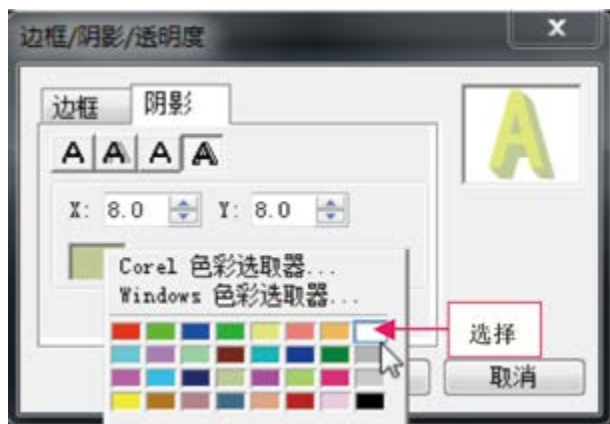 边框/阴影/透明度
x
边框 阴影
A A A A
A
X: 8.0 Y: 8.0
Corel 色彩选取器...
Windows 色彩选取器...
选择
取消